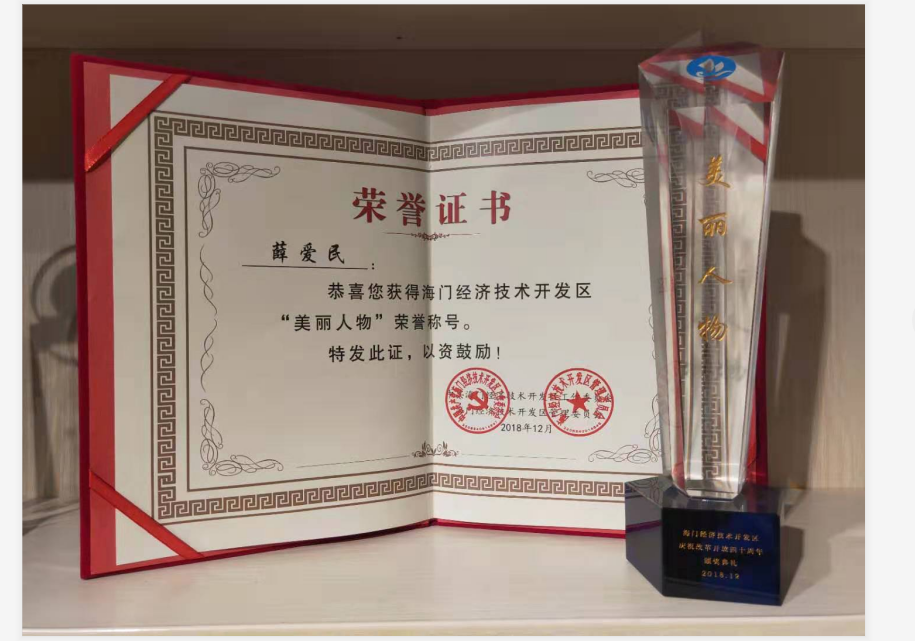 荣誉证书
薛爱民：
恭喜您获得海门经济技术开发区
“美丽人物”荣誉称号。
特发此证，以资鼓励！
2018年12月
美丽人物
海门经济技术开发区
庆祝改革开放四十周年
颁奖典礼
2018.19